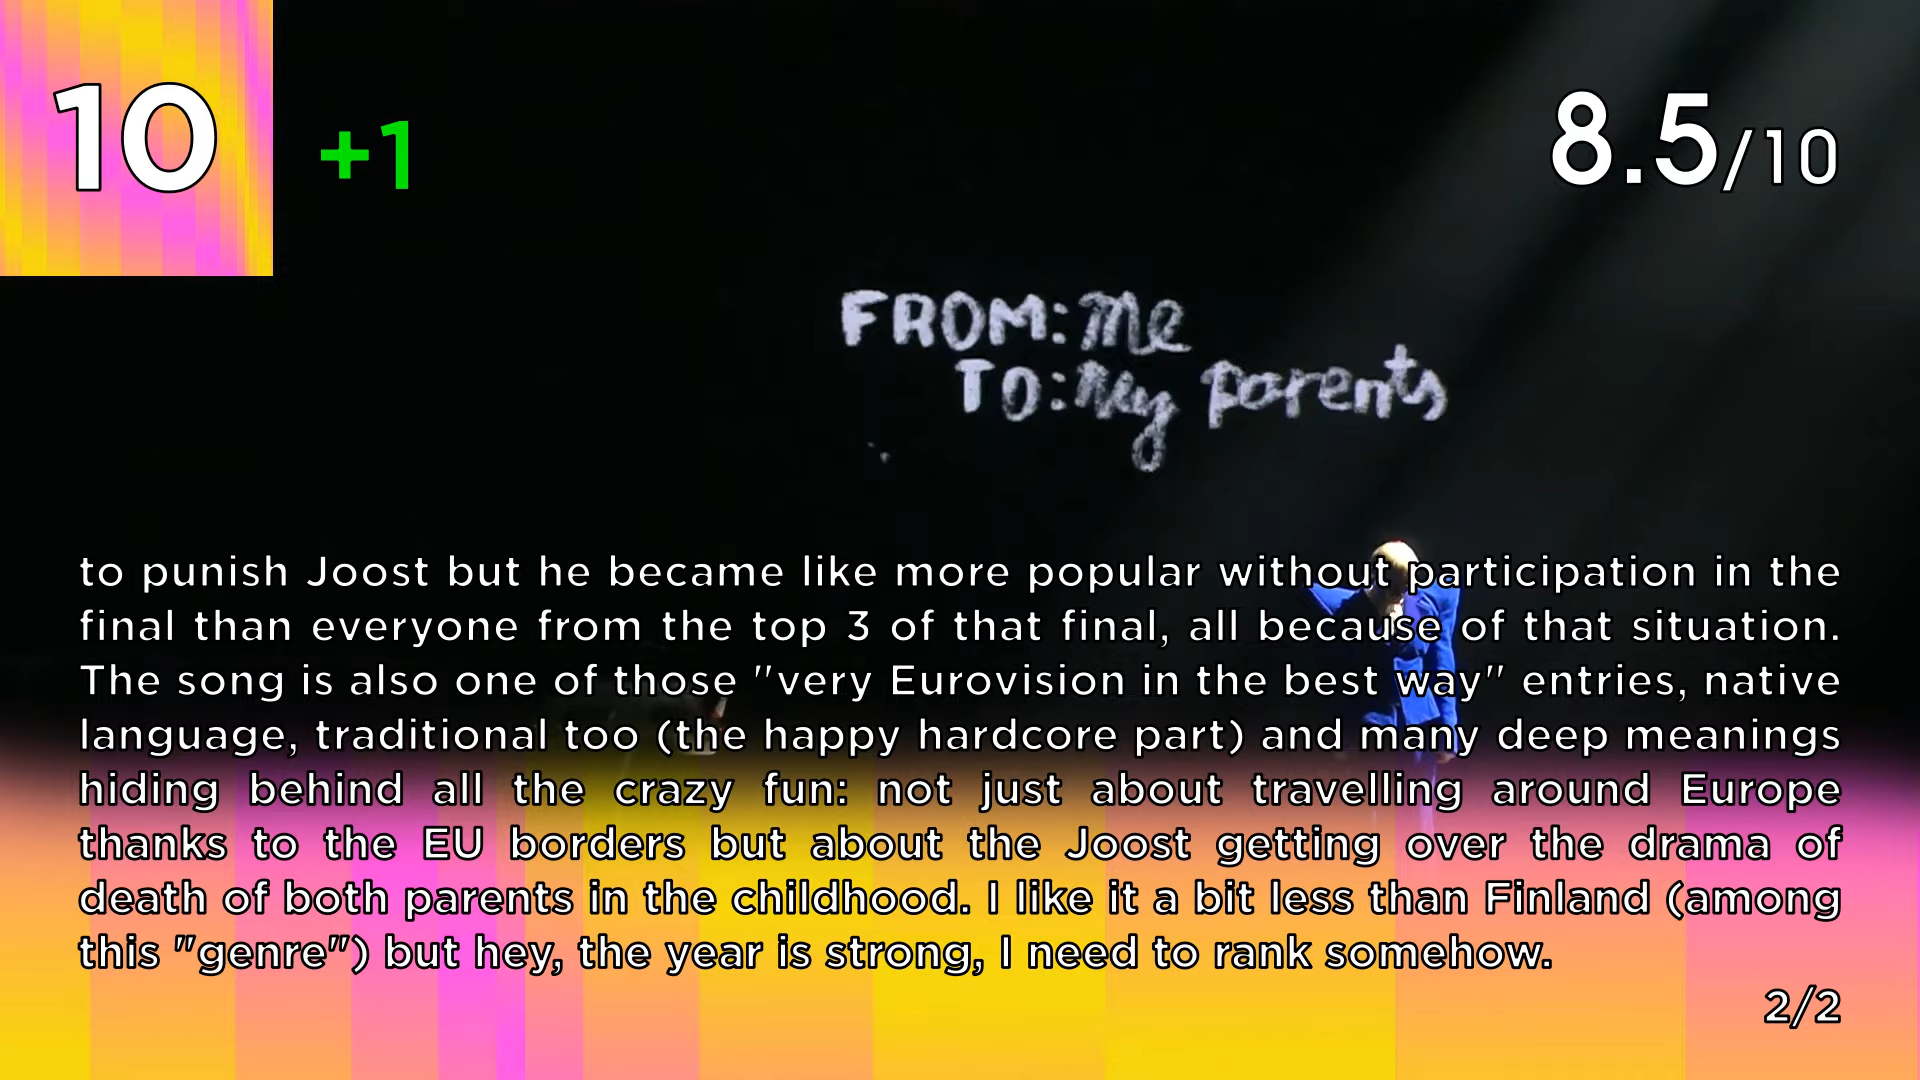 10
+1
8.5/10
FROM: Me
TO: My parents
to punish Joost but he became like more popular without participation in the
final than everyone from the top 3 of that final, all because of that situation.
The song is also one of those "very Eurovision in the best way" entries, native
language, traditional too (the happy hardcore part) and many deep meanings
hiding behind all the crazy fun: not just about travelling around Europe
thanks to the EU borders but about the Joost getting over the drama of
death of both parents in the childhood. I like it a bit less than Finland (among
this "genre") but hey, the year is strong, I need to rank somehow.
2/2